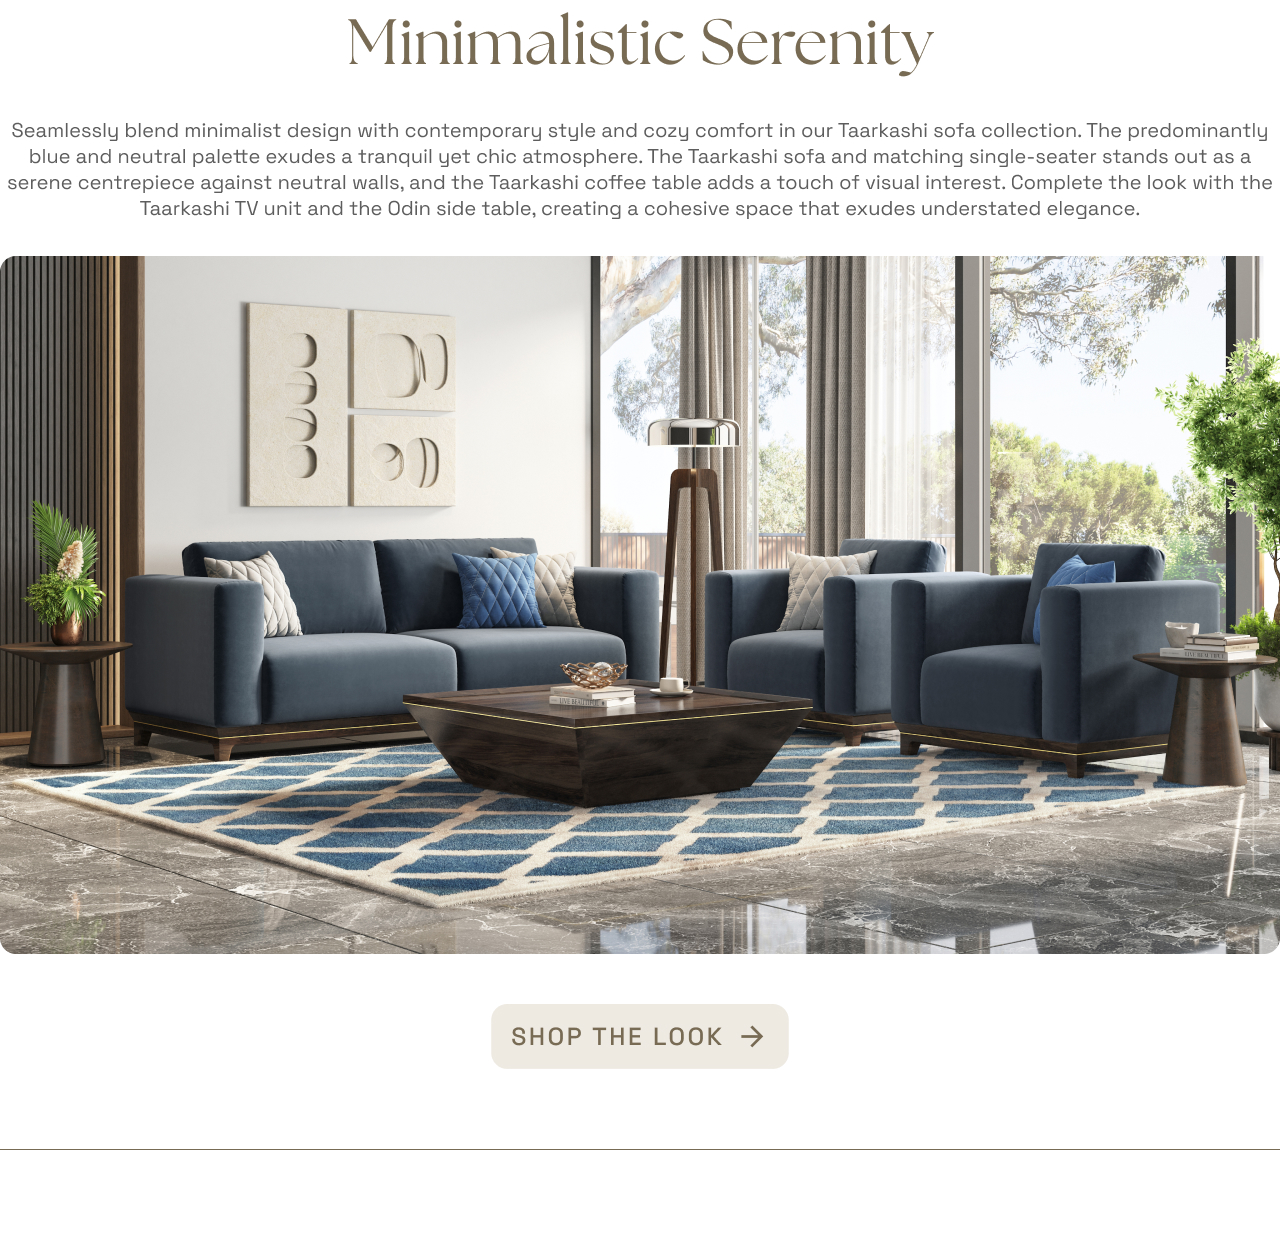 Minimalistic Serenity
Seamlessly blend minimalist design with contemporary style and cozy comfort in our Taarkashi sofa collection. The predominantly
blue and neutral palette exudes a tranquil yet chic atmosphere. The Taarkashi sofa and matching single-seater stands out as a
serene centrepiece against neutral walls, and the Taarkashi coffee table adds a touch of visual interest. Complete the look with the
Taarkashi TV unit and the Odin side table, creating a cohesive space that exudes understated elegance.
LIVE BEAUTIFUL
LIVE BEAUTIFUL
SHOP THE LOOK